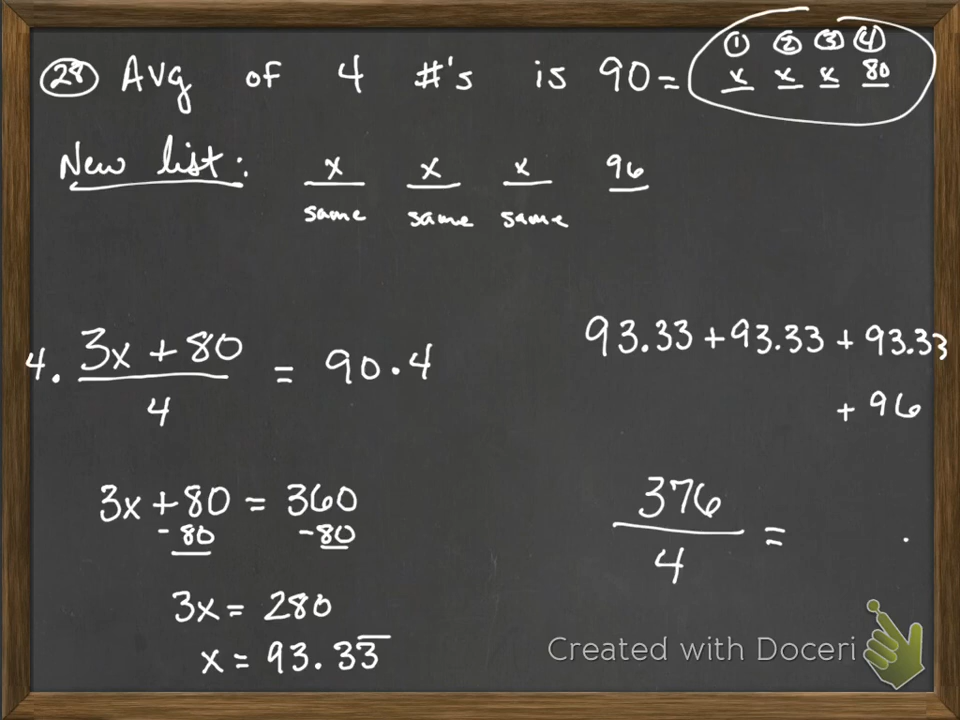 ① ② ③ ④
28 Avg of 4 #'s is 90 = x x x 80
New list: x x x 96
same same same
4 · (3x + 80)/4 = 90 · 4
93.33 + 93.33 + 93.33
+ 96
3x + 80 = 360
- 80 - 80
376/4 =
3x = 280
x = 93.33̅
Created with Doceri